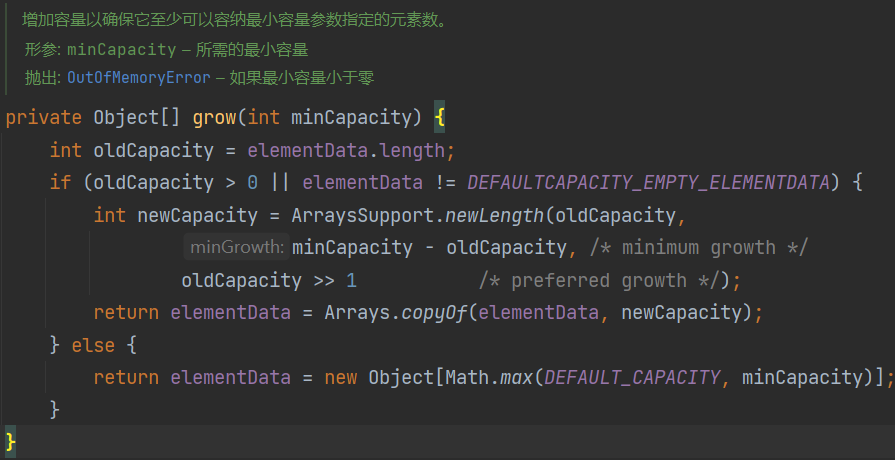 增加容量以确保它至少可以容纳最小容量参数指定的元素数。
形参: minCapacity – 所需的最小容量
抛出: OutOfMemoryError – 如果最小容量小于零
private Object[] grow(int minCapacity) {
    int oldCapacity = elementData.length;
    if (oldCapacity > 0 || elementData != DEFAULTCAPACITY_EMPTY_ELEMENTDATA) {
        int newCapacity = ArraysSupport.newLength(oldCapacity,
                minGrowth: minCapacity - oldCapacity, /* minimum growth */
                oldCapacity >> 1           /* preferred growth */);
        return elementData = Arrays.copyOf(elementData, newCapacity);
    } else {
        return elementData = new Object[Math.max(DEFAULT_CAPACITY, minCapacity)];
    }
}